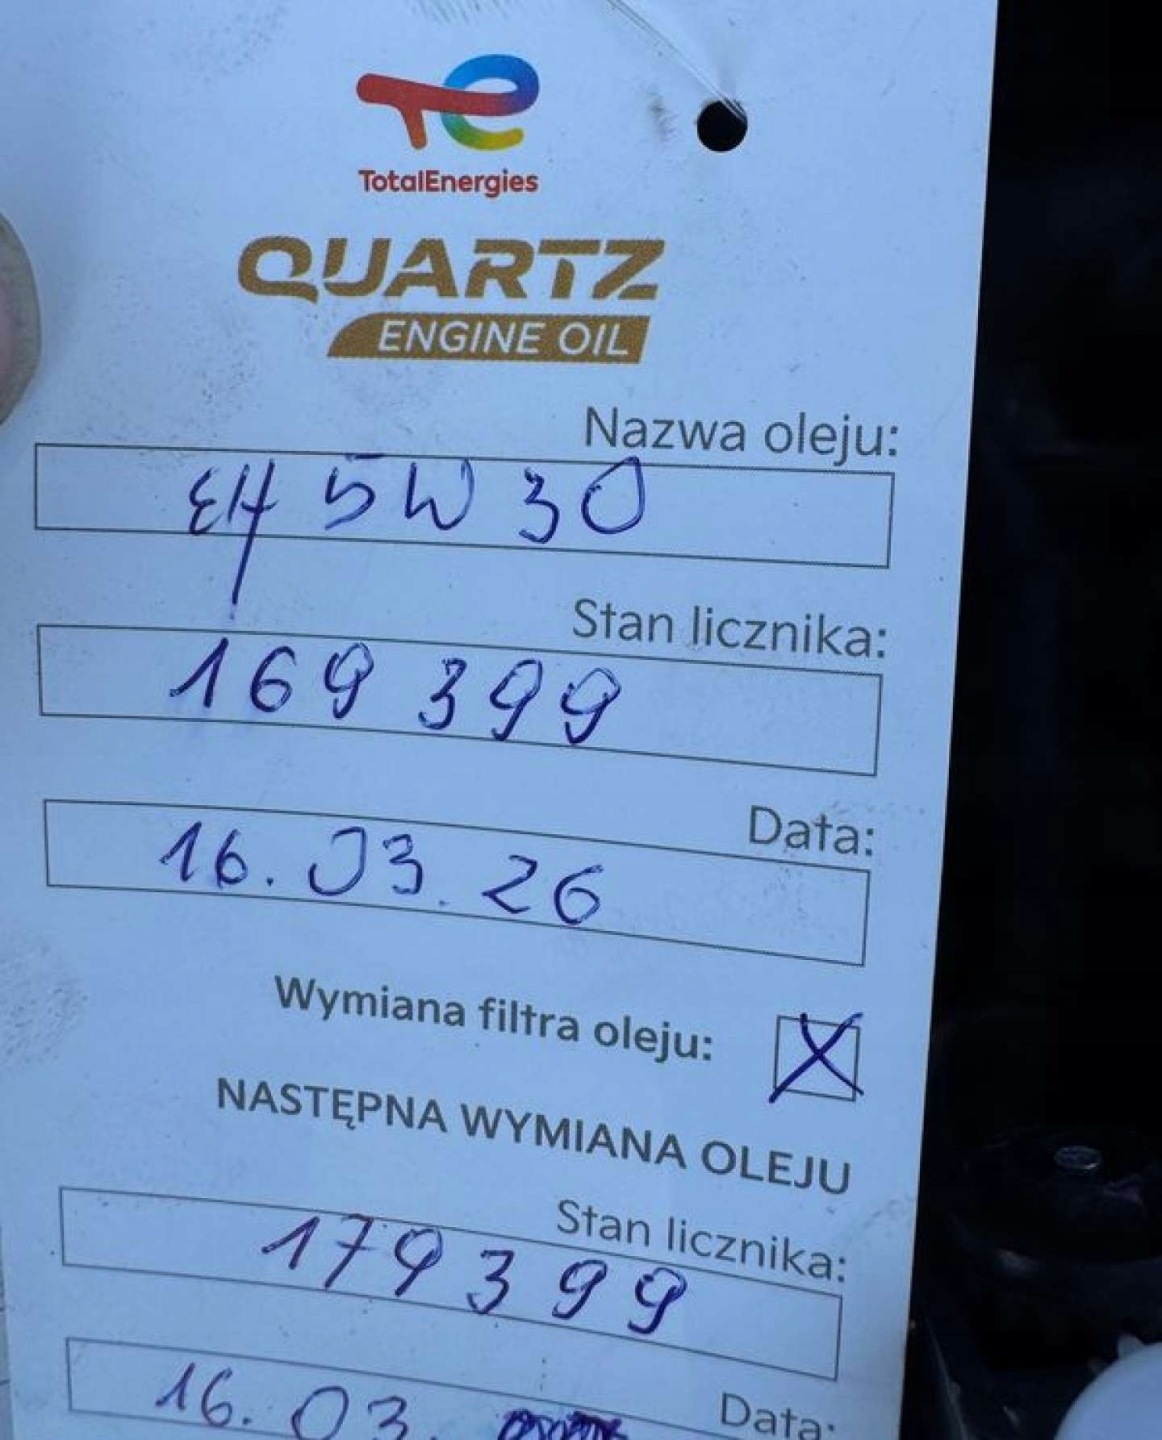 TotalEnergies
QUARTZ
ENGINE OIL
Nazwa oleju:
5W30
Stan licznika:
169 399
Data:
16.03.26
Wymiana filtra oleju: X
NASTĘPNA WYMIANA OLEJU
Stan licznika:
179399
Data:
16.03.